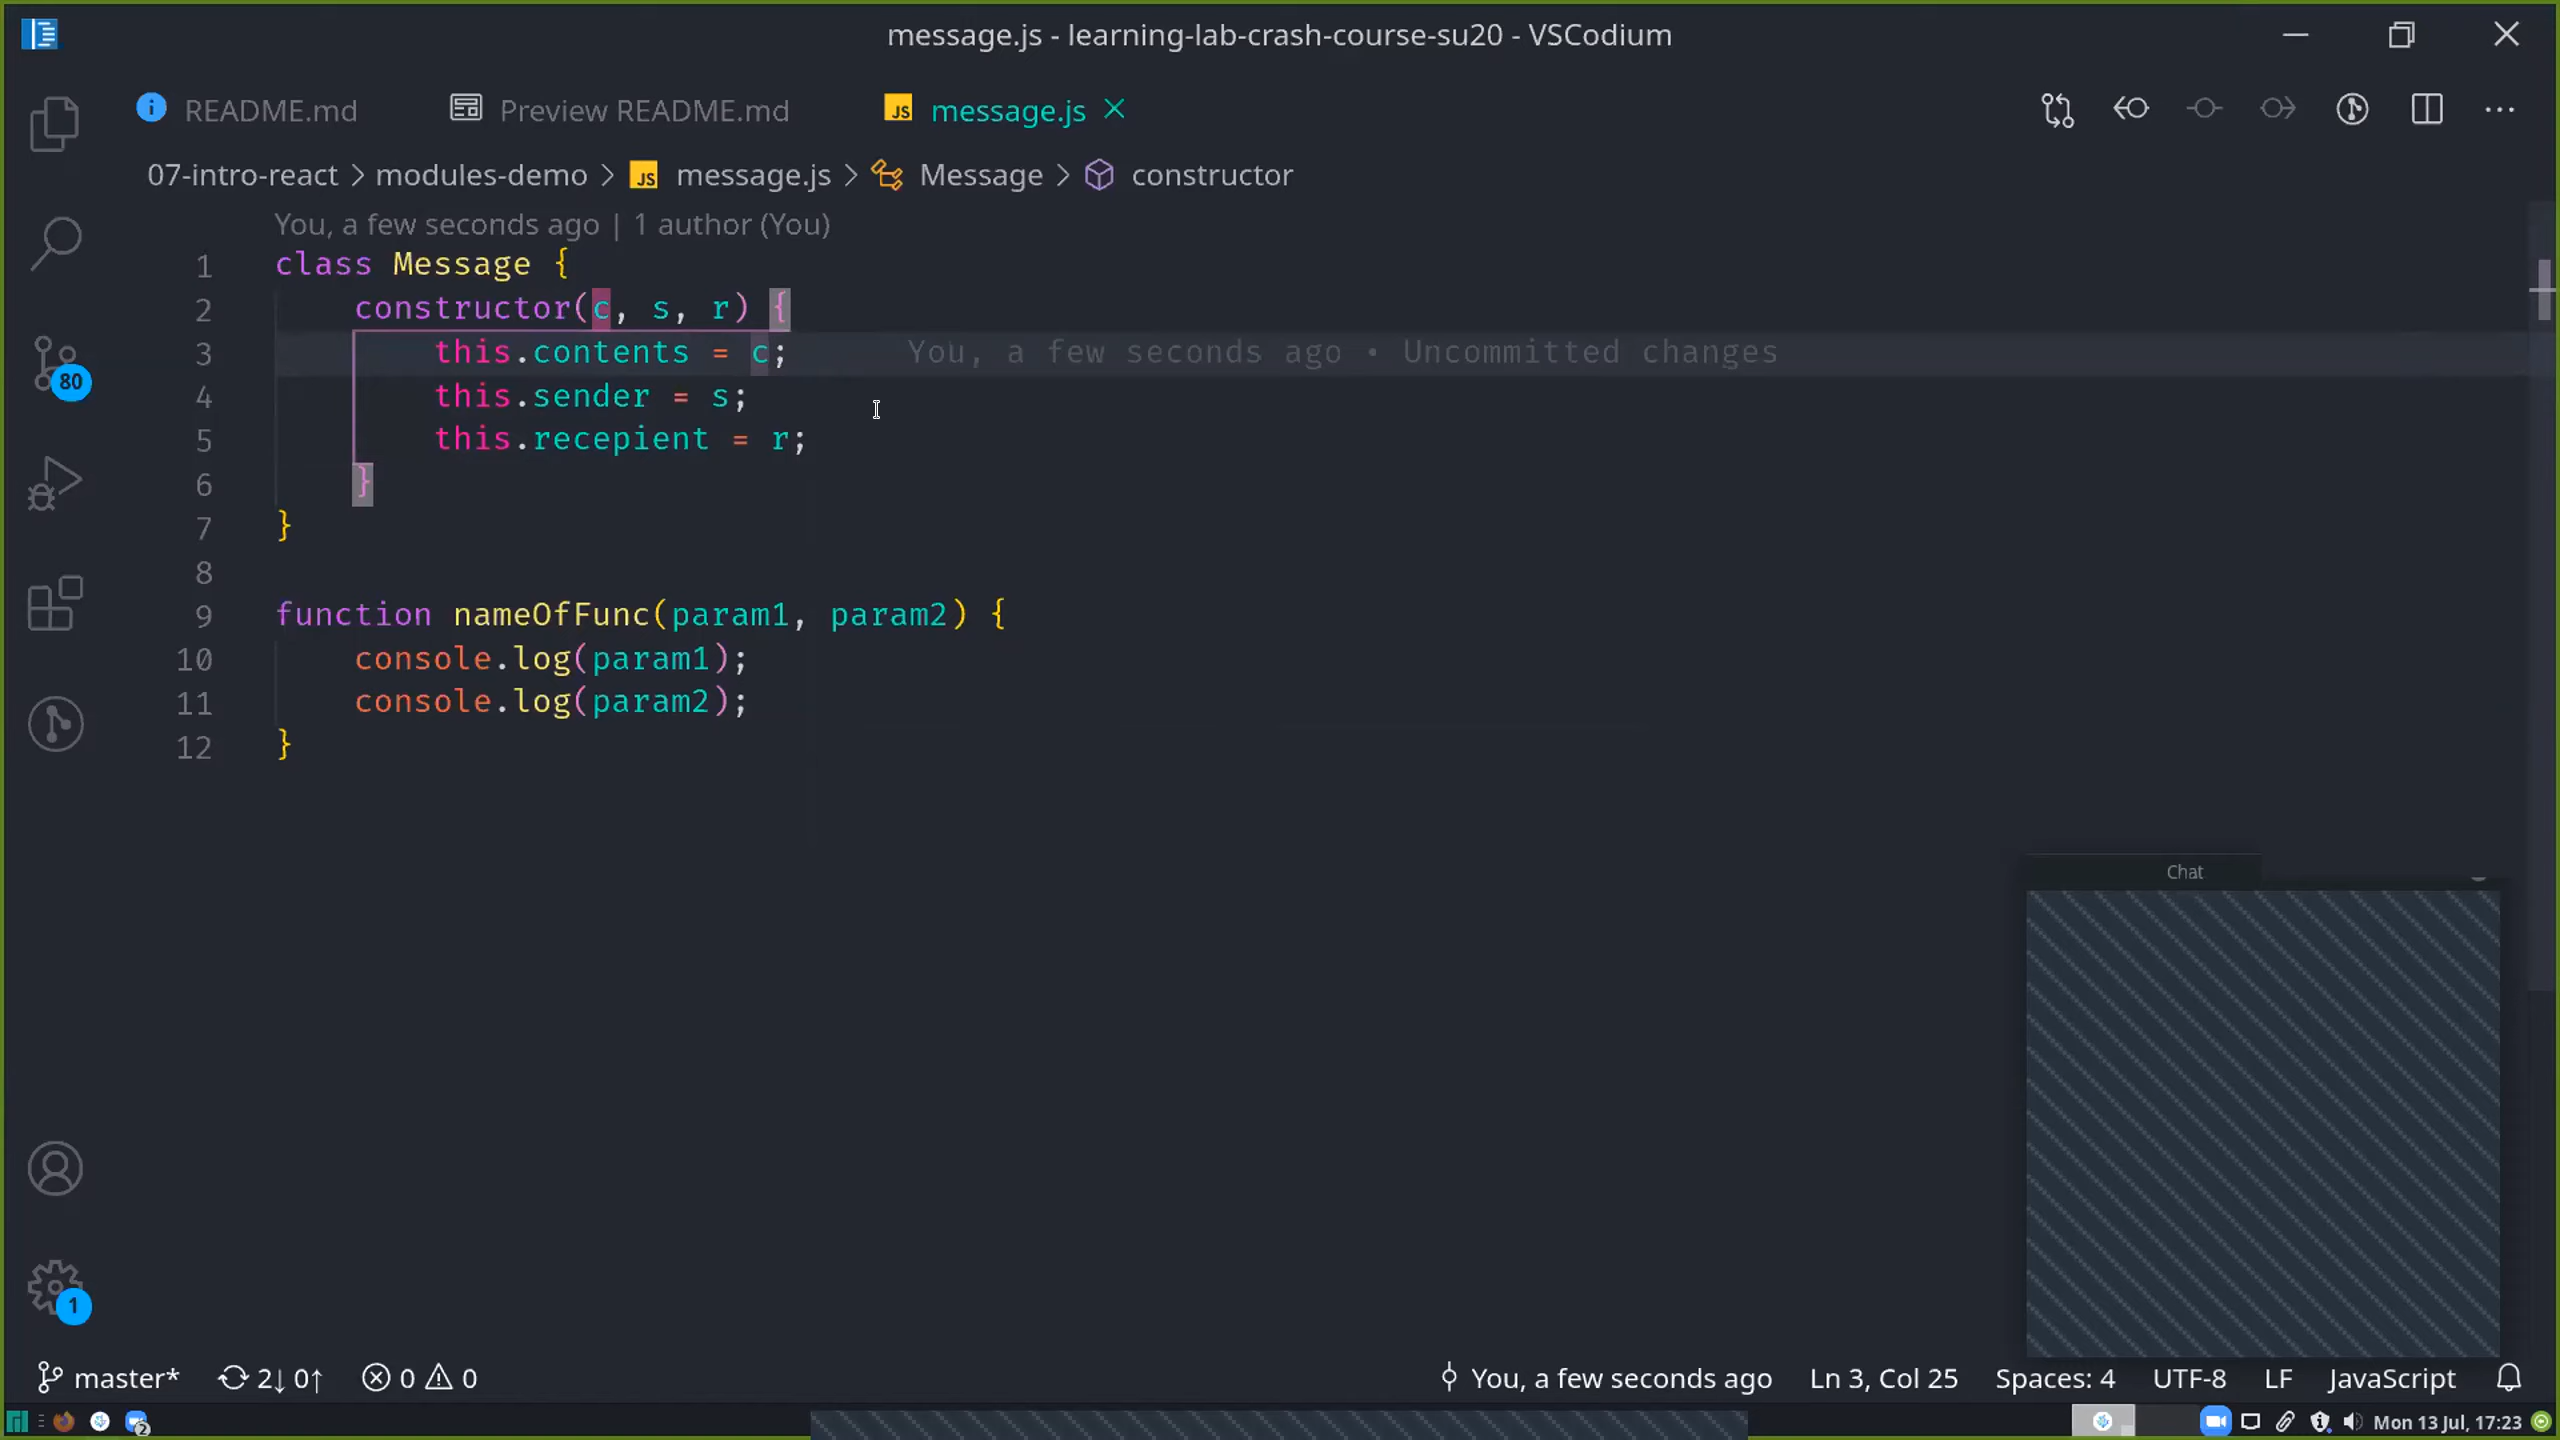 message.js - learning-lab-crash-course-su20 - VSCodium
README.md Preview README.md JS message.js
07-intro-react > modules-demo > JS message.js > Message > constructor
You, a few seconds ago | 1 author (You)
1 class Message {
2 constructor(c, s, r) {
3 this.contents = c; You, a few seconds ago • Uncommitted changes
4 this.sender = s;
5 this.recepient = r;
6 }
7 }
8
9 function nameOfFunc(param1, param2) {
10 console.log(param1);
11 console.log(param2);
12 }
80
Chat
1
master* 2↓ 0↑ 0 0 You, a few seconds ago Ln 3, Col 25 Spaces: 4 UTF-8 LF JavaScript
2 Mon 13 Jul, 17:23